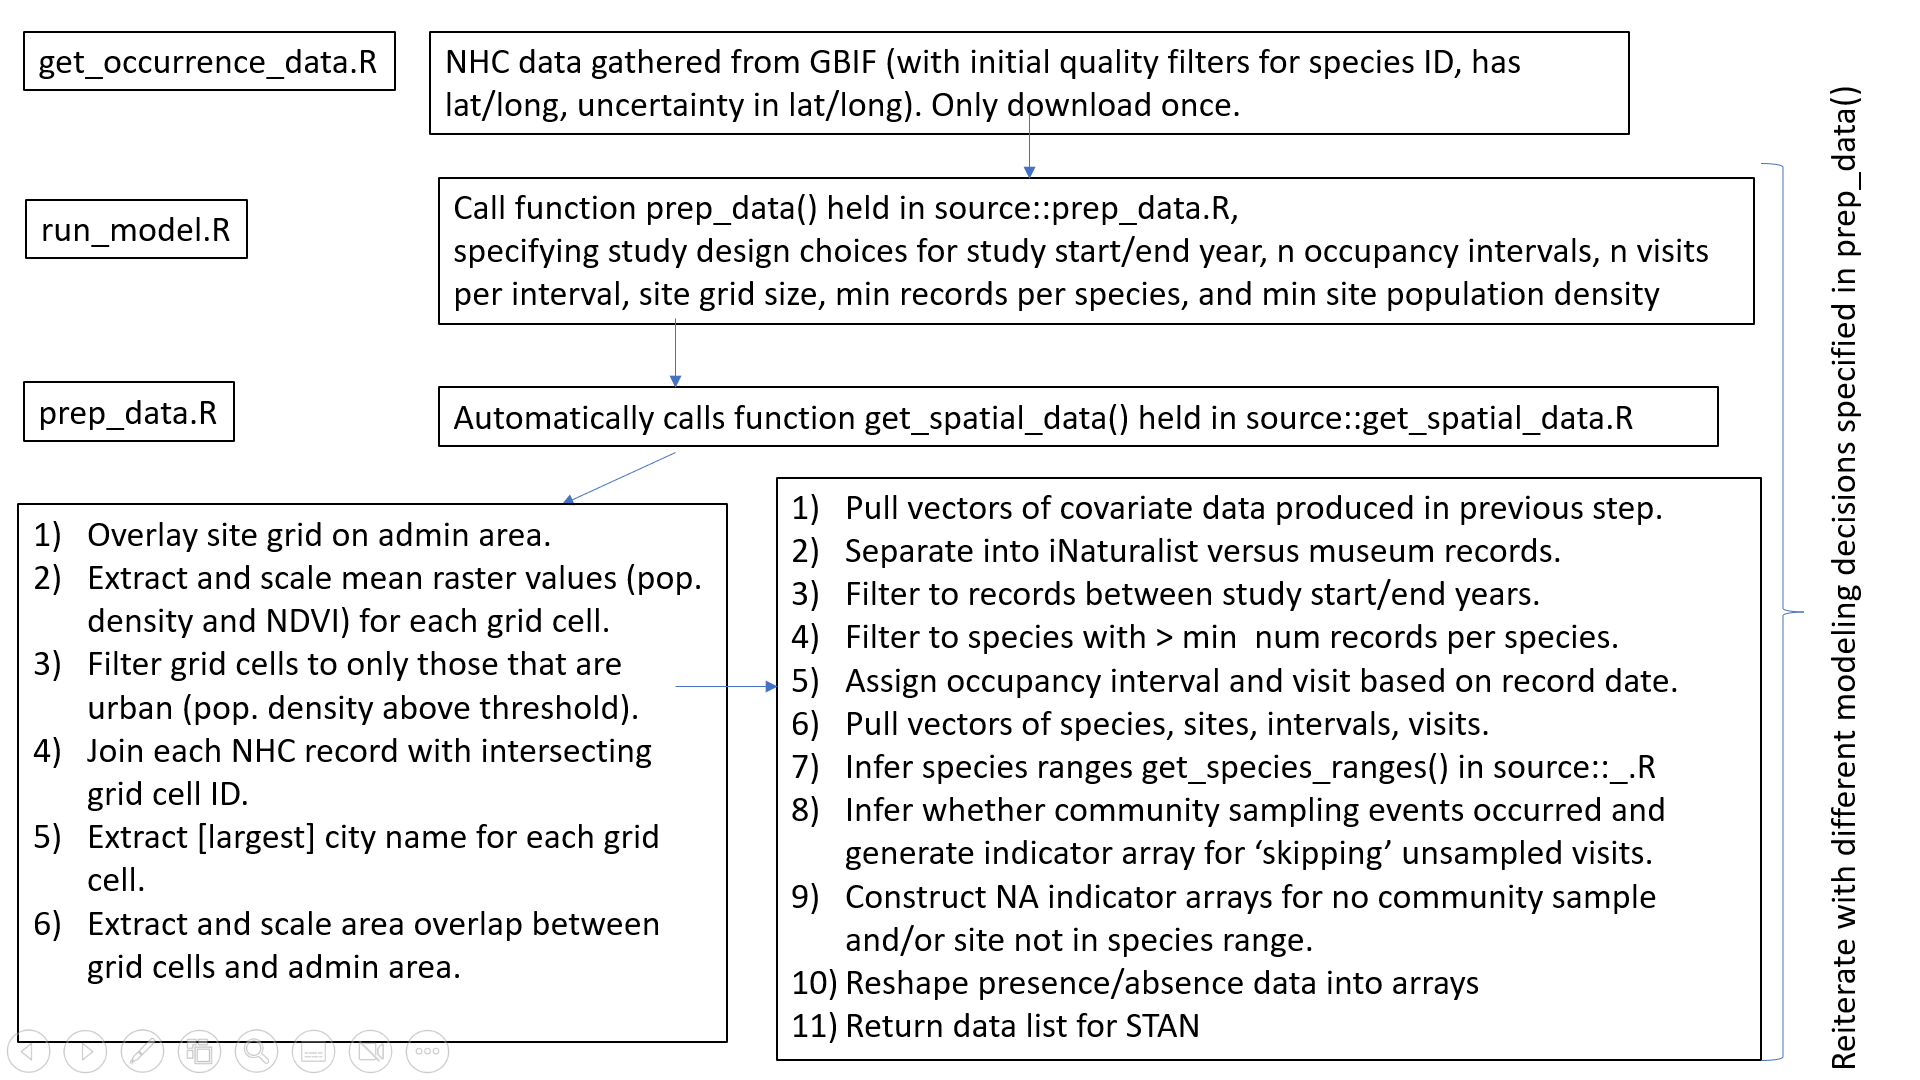 get_occurrence_data.R
NHC data gathered from GBIF (with initial quality filters for species ID, has
lat/long, uncertainty in lat/long). Only download once.
run_model.R
Call function prep_data() held in source::prep_data.R,
specifying study design choices for study start/end year, n occupancy intervals, n visits
per interval, site grid size, min records per species, and min site population density
prep_data.R
Automatically calls function get_spatial_data() held in source::get_spatial_data.R
1) Overlay site grid on admin area.
2) Extract and scale mean raster values (pop.
density and NDVI) for each grid cell.
3) Filter grid cells to only those that are
urban (pop. density above threshold).
4) Join each NHC record with intersecting
grid cell ID.
5) Extract [largest] city name for each grid
cell.
6) Extract and scale area overlap between
grid cells and admin area.
1) Pull vectors of covariate data produced in previous step.
2) Separate into iNaturalist versus museum records.
3) Filter to records between study start/end years.
4) Filter to species with > min  num records per species.
5) Assign occupancy interval and visit based on record date.
6) Pull vectors of species, sites, intervals, visits.
7) Infer species ranges get_species_ranges() in source::_.R
8) Infer whether community sampling events occurred and
generate indicator array for ‘skipping’ unsampled visits.
9) Construct NA indicator arrays for no community sample
and/or site not in species range.
10) Reshape presence/absence data into arrays
11) Return data list for STAN
Reiterate with different modeling decisions specified in prep_data()